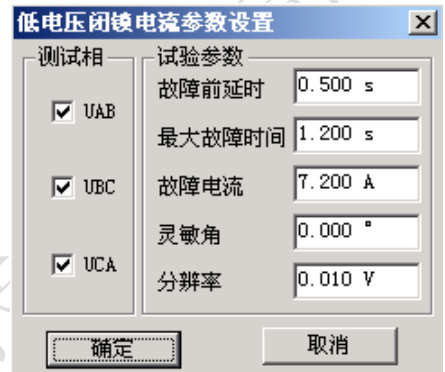 低电压闭锁电流参数设置
测试相
UAB
UBC
UCA
试验参数
故障前延时 0.500 s
最大故障时间 1.200 s
故障电流 7.200 A
灵敏角 0.000 °
分辨率 0.010 V
确定 取消